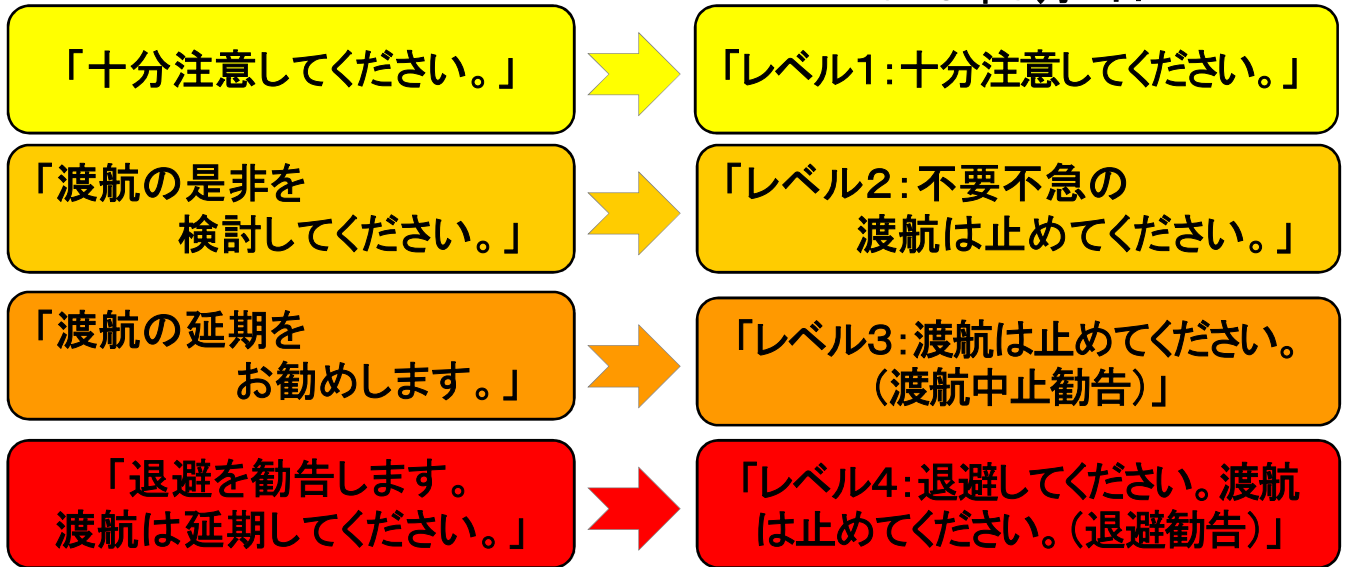 「十分注意してください。」
「レベル１：十分注意してください。」
「渡航の是非を
検討してください。」
「レベル２：不要不急の
渡航は止めてください。」
「渡航の延期を
お勧めします。」
「レベル３：渡航は止めてください。
（渡航中止勧告）」
「退避を勧告します。
渡航は延期してください。」
「レベル４：退避してください。渡航
は止めてください。（退避勧告）」